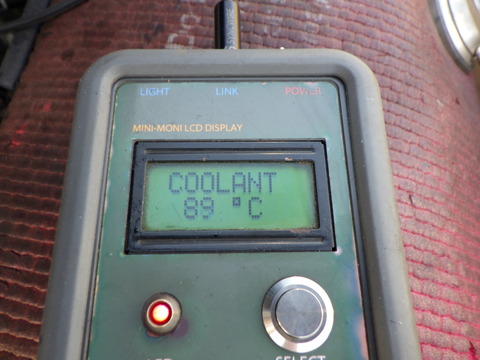 LIGHT LINK POWER
MINI-MONI LCD DISPLAY
COOLANT
89 °C
SELECT